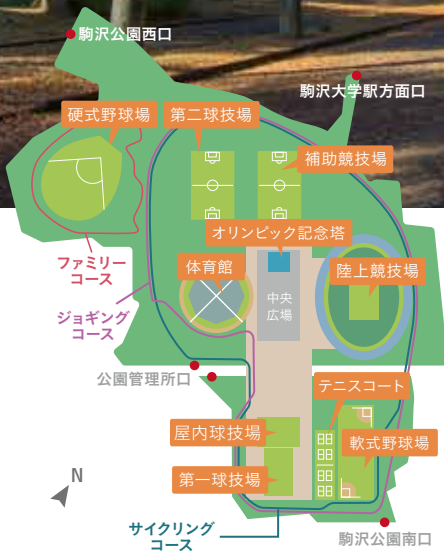 駒沢公園西口
駒沢大学駅方面口
硬式野球場
第二球技場
補助競技場
オリンピック記念塔
体育館
陸上競技場
中央
広場
ファミリー
コース
ジョギング
コース
公園管理所口
テニスコート
屋内球技場
軟式野球場
第一球技場
N
サイクリング
コース
駒沢公園南口